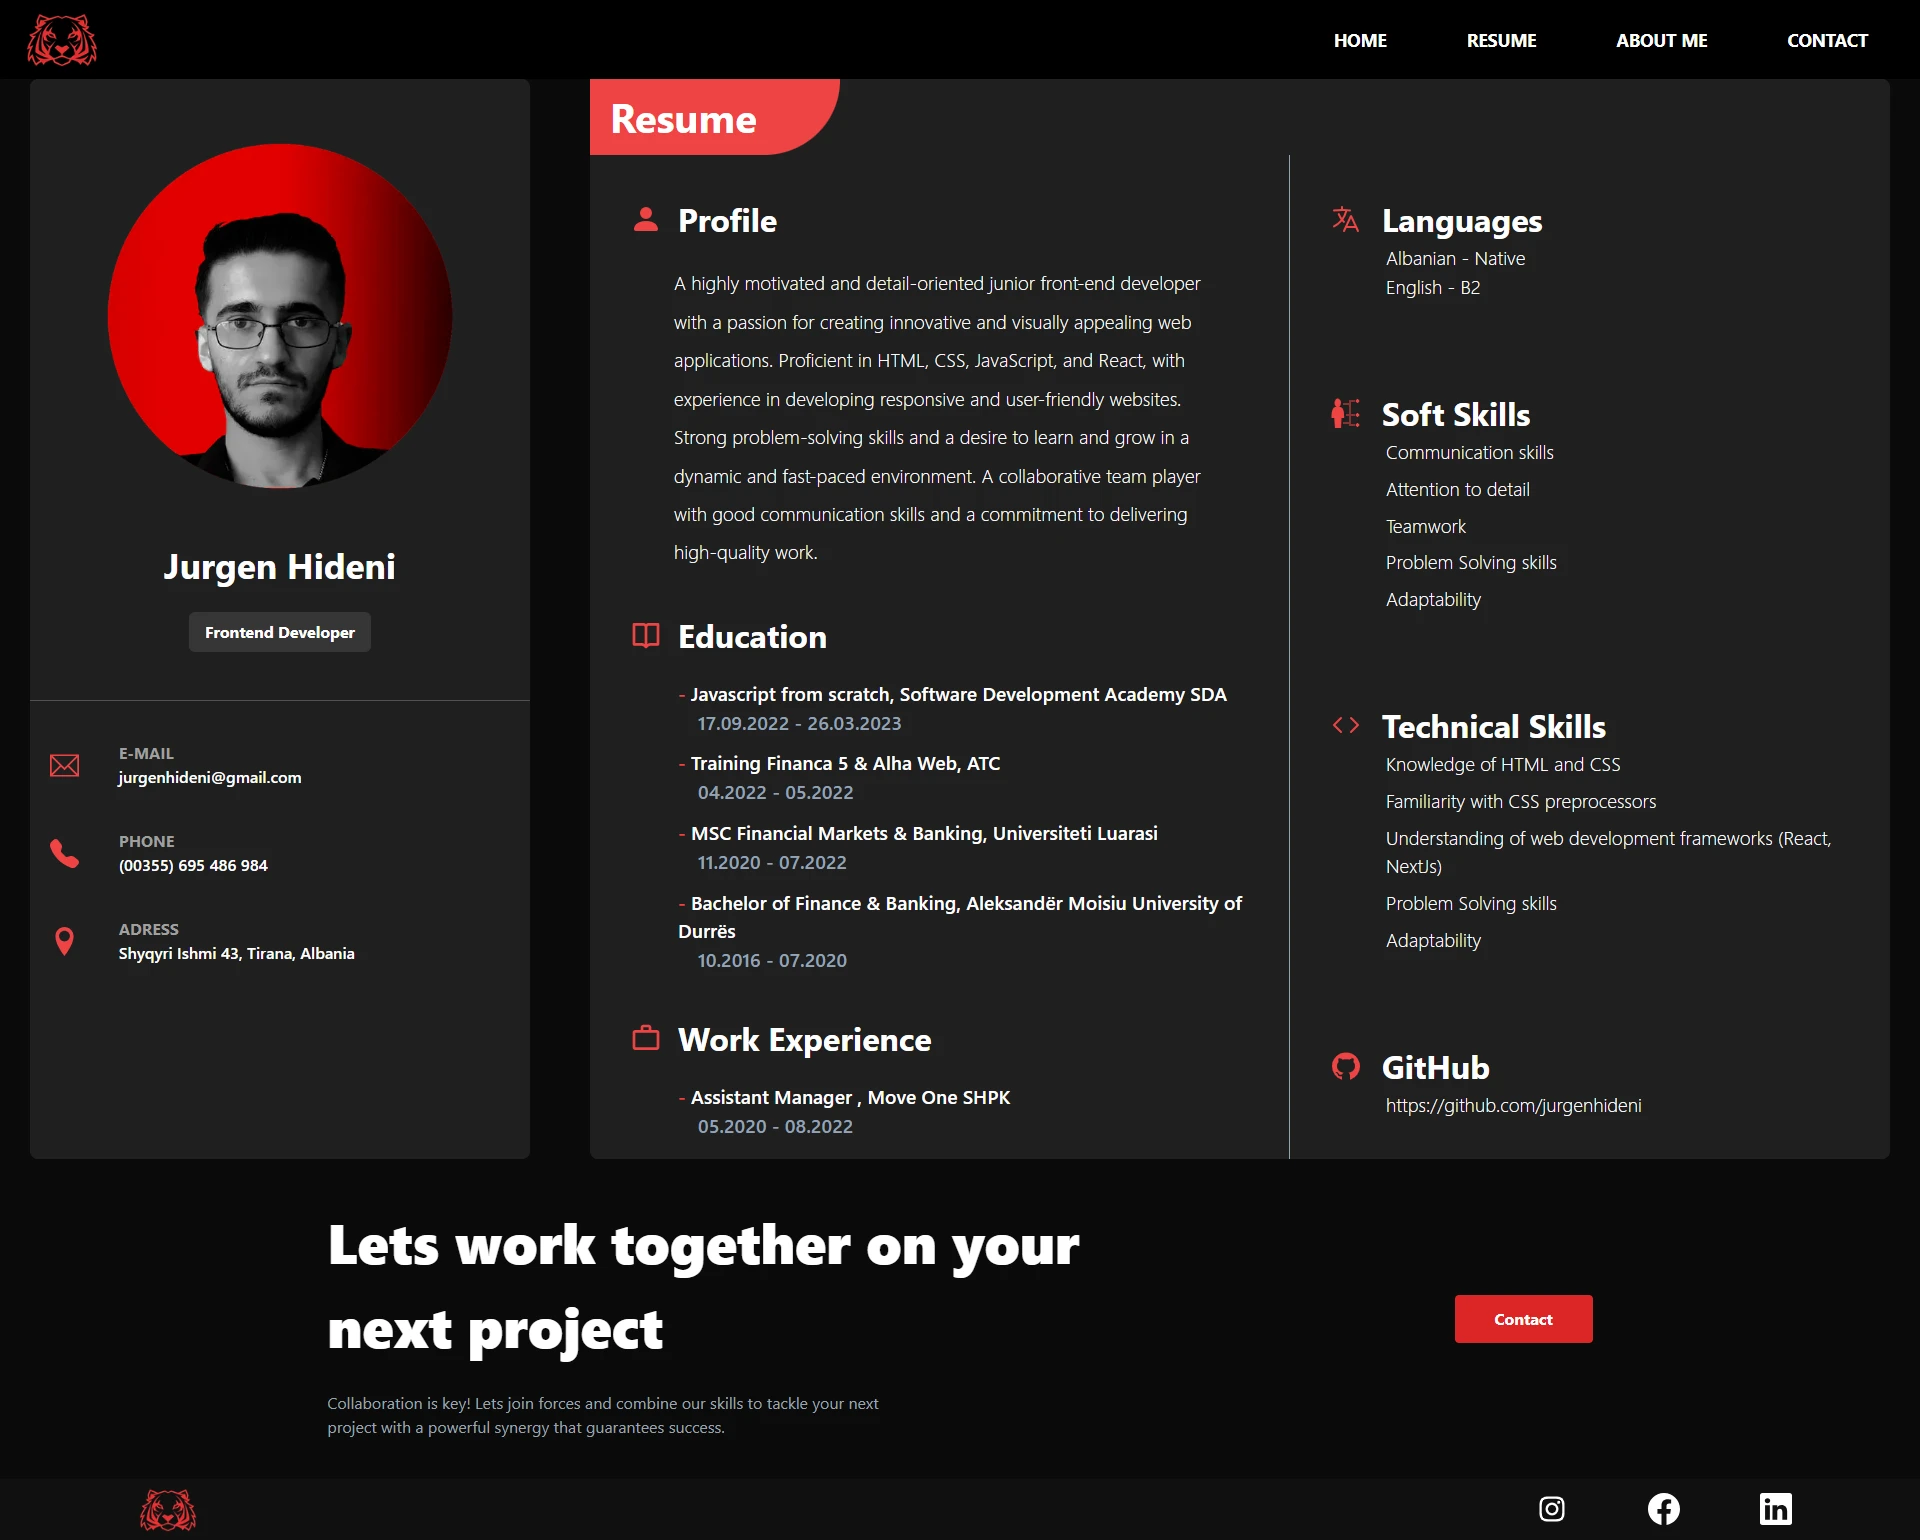 HOME
RESUME
ABOUT ME
CONTACT
Jurgen Hideni
Frontend Developer
E-MAIL
jurgenhideni@gmail.com
PHONE
(00355) 695 486 984
ADRESS
Shyqyri Ishmi 43, Tirana, Albania
Resume
Profile
A highly motivated and detail-oriented junior front-end developer
with a passion for creating innovative and visually appealing web
applications. Proficient in HTML, CSS, JavaScript, and React, with
experience in developing responsive and user-friendly websites.
Strong problem-solving skills and a desire to learn and grow in a
dynamic and fast-paced environment. A collaborative team player
with good communication skills and a commitment to delivering
high-quality work.
Education
- Javascript from scratch, Software Development Academy SDA
17.09.2022 - 26.03.2023
- Training Financa 5 & Alha Web, ATC
04.2022 - 05.2022
- MSC Financial Markets & Banking, Universiteti Luarasi
11.2020 - 07.2022
- Bachelor of Finance & Banking, Aleksandër Moisiu University of
Durrës
10.2016 - 07.2020
Work Experience
- Assistant Manager , Move One SHPK
05.2020 - 08.2022
Languages
Albanian - Native
English - B2
Soft Skills
Communication skills
Attention to detail
Teamwork
Problem Solving skills
Adaptability
Technical Skills
Knowledge of HTML and CSS
Familiarity with CSS preprocessors
Understanding of web development frameworks (React,
NextJs)
Problem Solving skills
Adaptability
GitHub
https://github.com/jurgenhideni
Lets work together on your
next project
Collaboration is key! Lets join forces and combine our skills to tackle your next
project with a powerful synergy that guarantees success.
Contact